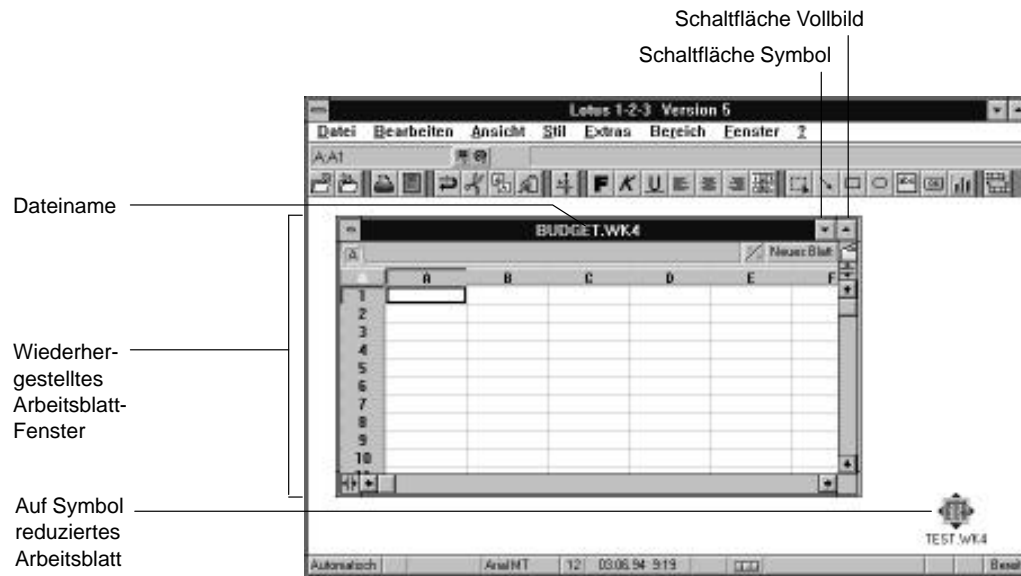 Schaltfläche Vollbild
Schaltfläche Symbol
Lotus 1-2-3 Version 5
Datei Bearbeiten Ansicht Stil Extras Bereich Fenster ?
A:A1
F K U
Dateiname
BUDGET.WK4
A Neues Blatt
A B C D E F
1
2
3
4
5
6
7
8
9
10
Wiederher-
gestelltes
Arbeitsblatt-
Fenster
Auf Symbol
reduziertes
Arbeitsblatt
TEST.WK4
Automatisch Arial MT 12 03.06.94 9:19 Bereit